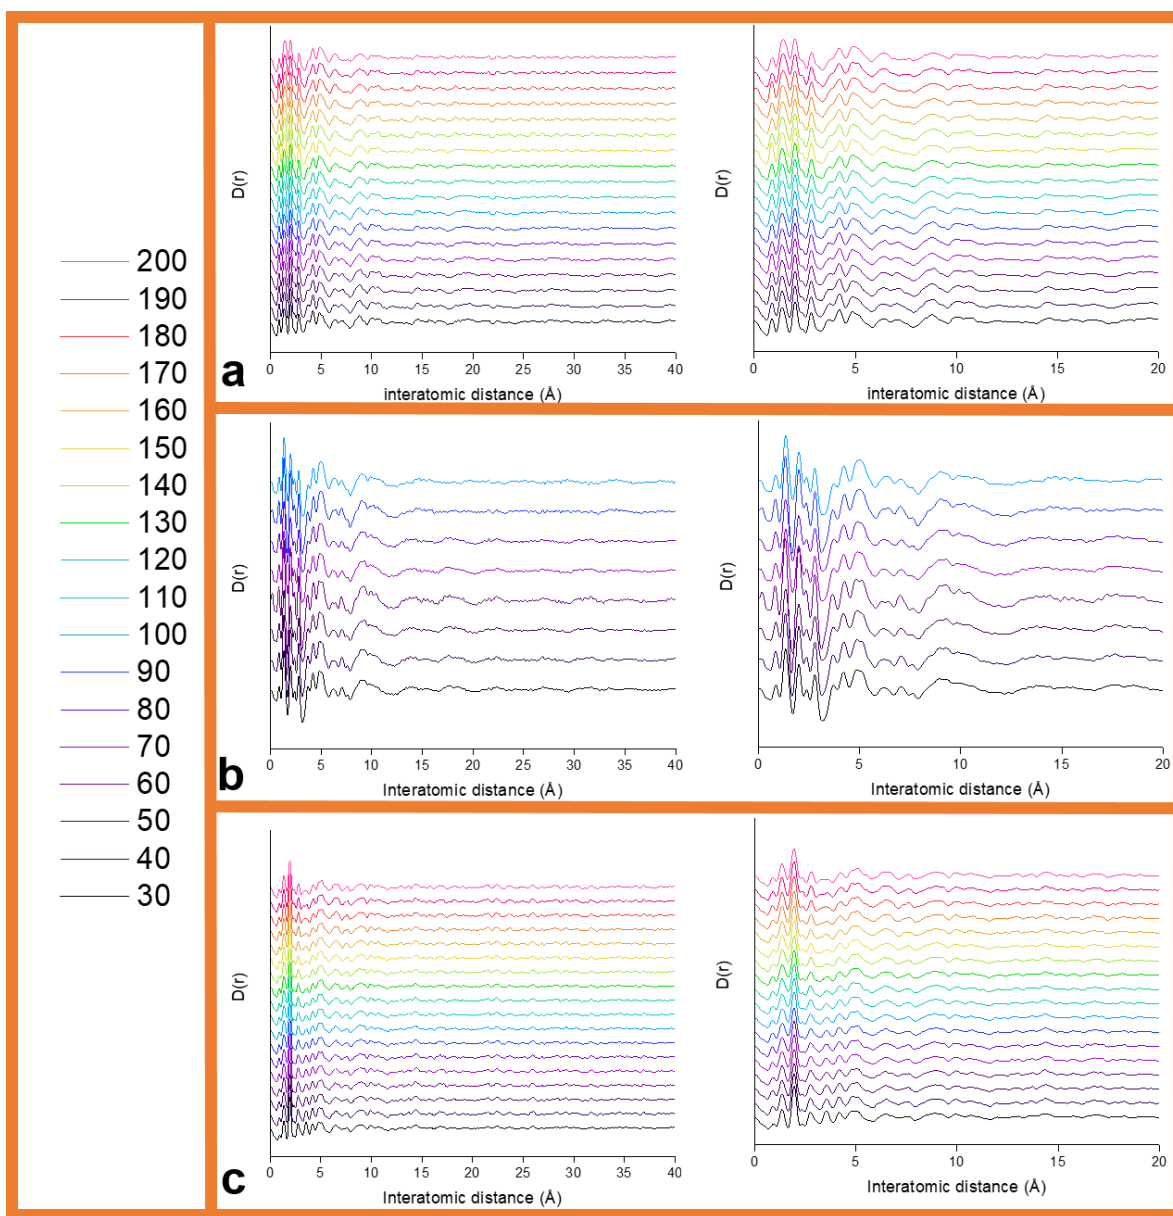 200
190
180
170
160
150
140
130
120
110
100
90
80
70
60
50
40
30
a
D(r)
0 5 10 15 20 25 30 35 40
interatomic distance (Å)
D(r)
0 5 10 15 20
interatomic distance (Å)
b
D(r)
0 5 10 15 20 25 30 35 40
Interatomic distance (Å)
D(r)
0 5 10 15 20
Interatomic distance (Å)
c
D(r)
0 5 10 15 20 25 30 35 40
Interatomic distance (Å)
D(r)
0 5 10 15 20
Interatomic distance (Å)